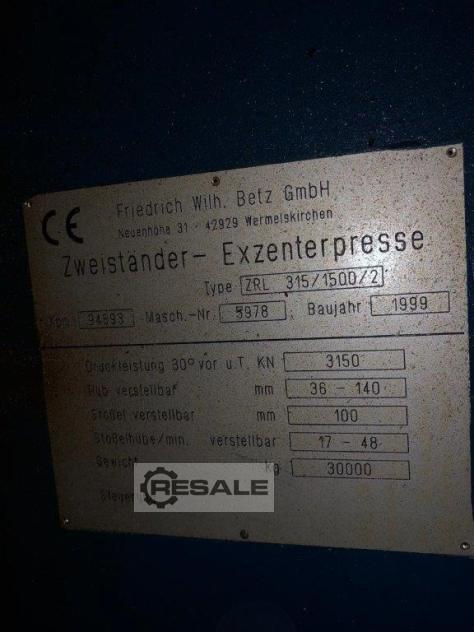 CE
Friedrich Wilh. Betz GmbH
Neuenhöhe 31 - 42929 Wermelskirchen
Zweiständer- Exzenterpresse
Type ZRL 315/1500/2
Kom. 94893 Masch.-Nr. 5978 Baujahr 1999
Druckleistung 30° vor u.T. KN 3150
Hub verstellbar mm 36 - 140
Stößel verstellbar mm 100
Stößelhübe/min. verstellbar 17 - 48
Gewicht Kg 30000
RESALE